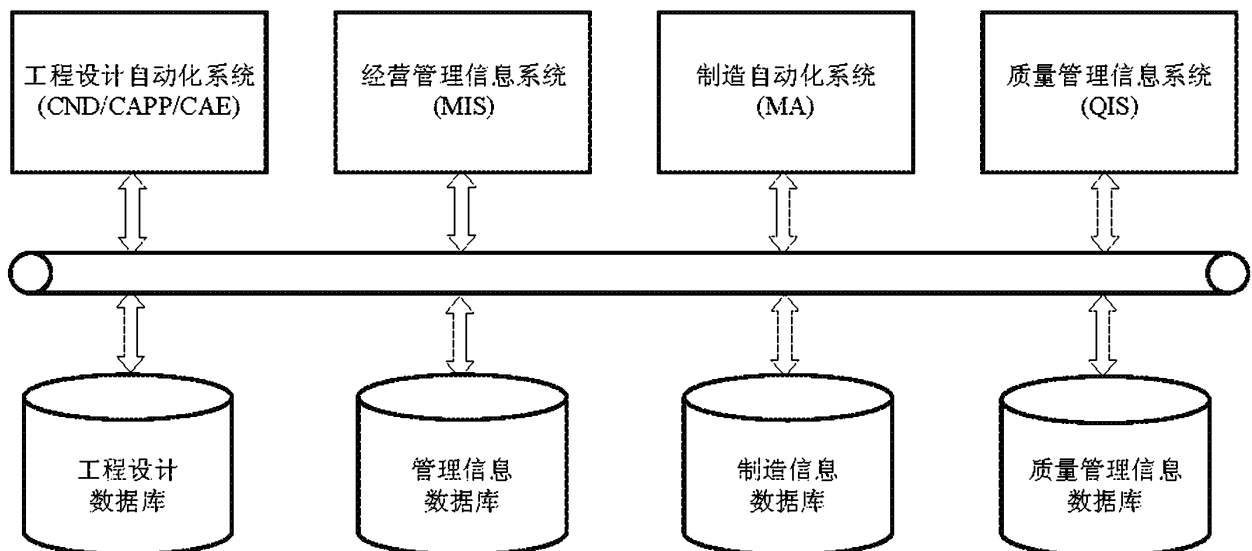 工程设计自动化系统
(CND/CAPP/CAE)
经营管理信息系统
(MIS)
制造自动化系统
(MA)
质量管理信息系统
(QIS)
工程设计
数据库
管理信息
数据库
制造信息
数据库
质量管理信息
数据库